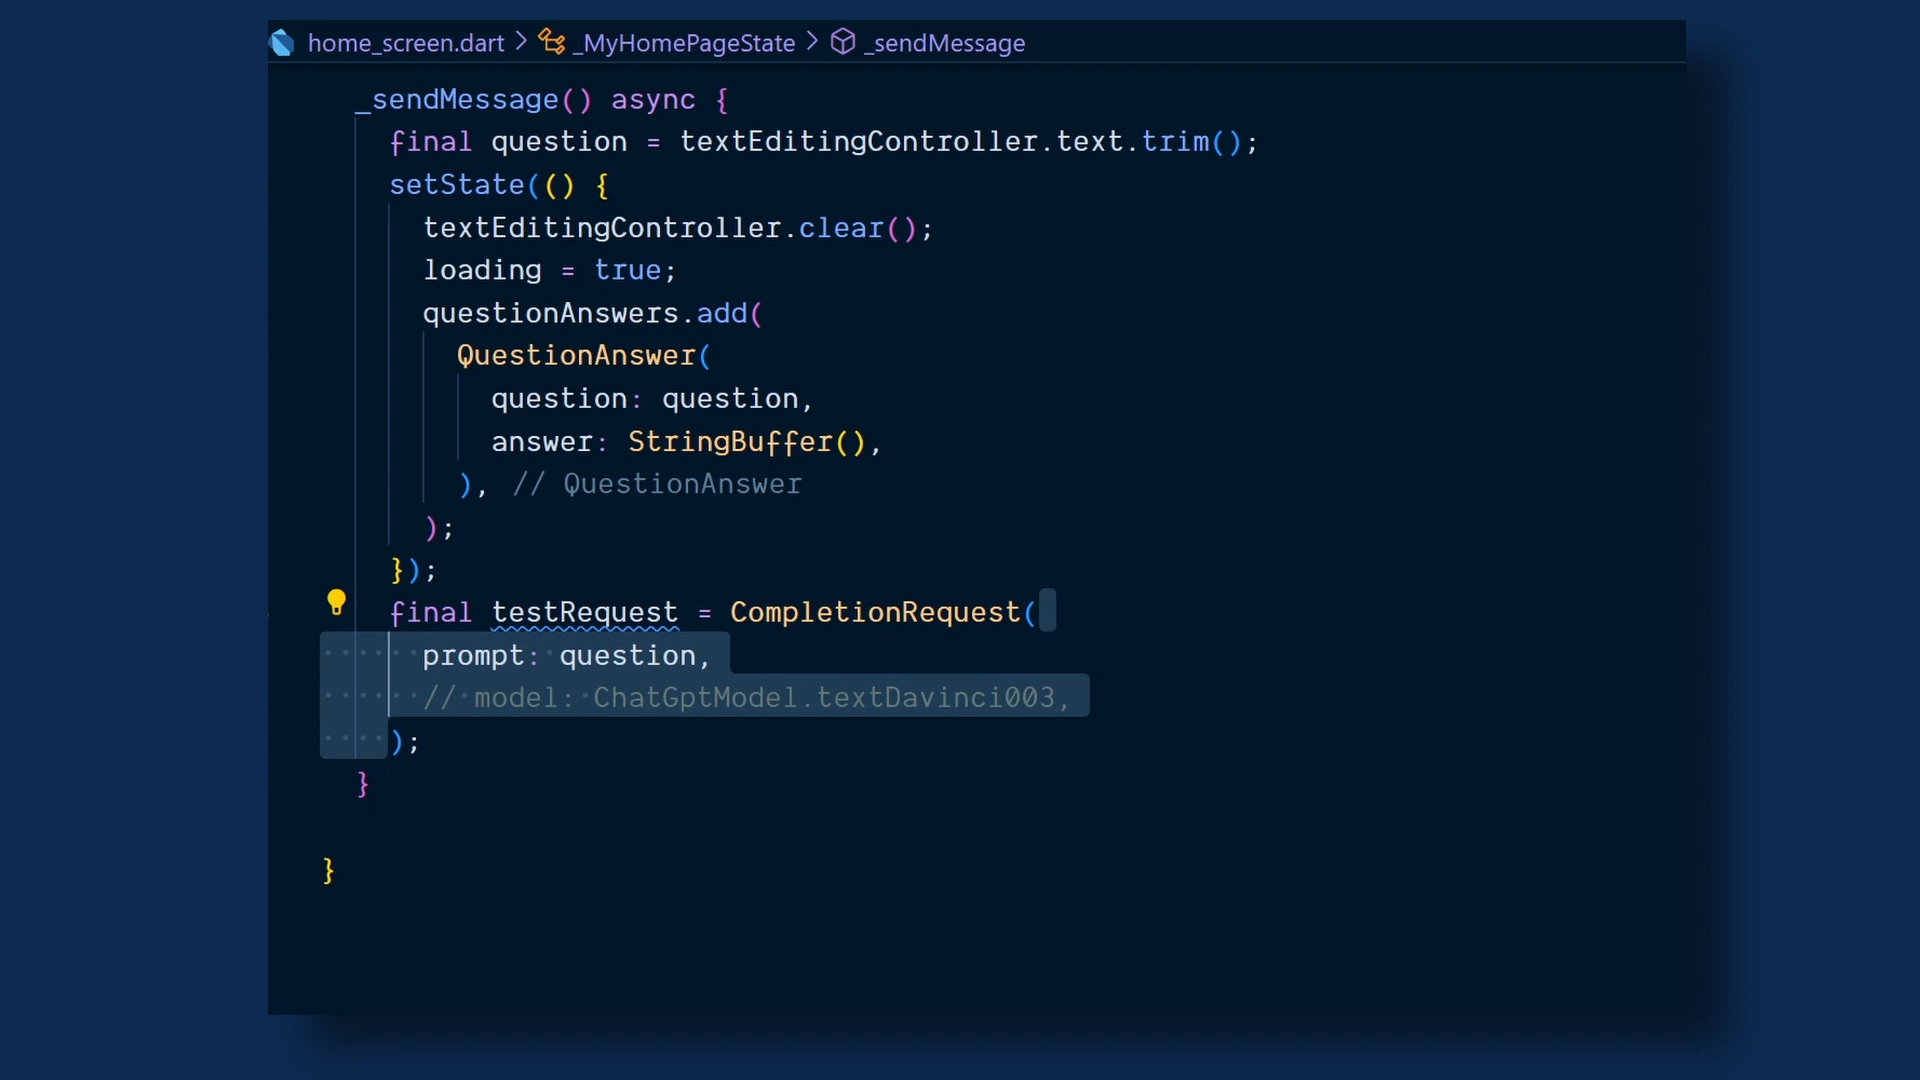 home_screen.dart > _MyHomePageState > _sendMessage
_sendMessage() async {
final question = textEditingController.text.trim();
setState(() {
textEditingController.clear();
loading = true;
questionAnswers.add(
QuestionAnswer(
question: question,
answer: StringBuffer(),
), // QuestionAnswer
);
});
final testRequest = CompletionRequest(
prompt: question,
// model: ChatGptModel.textDavinci003,
);
}
}